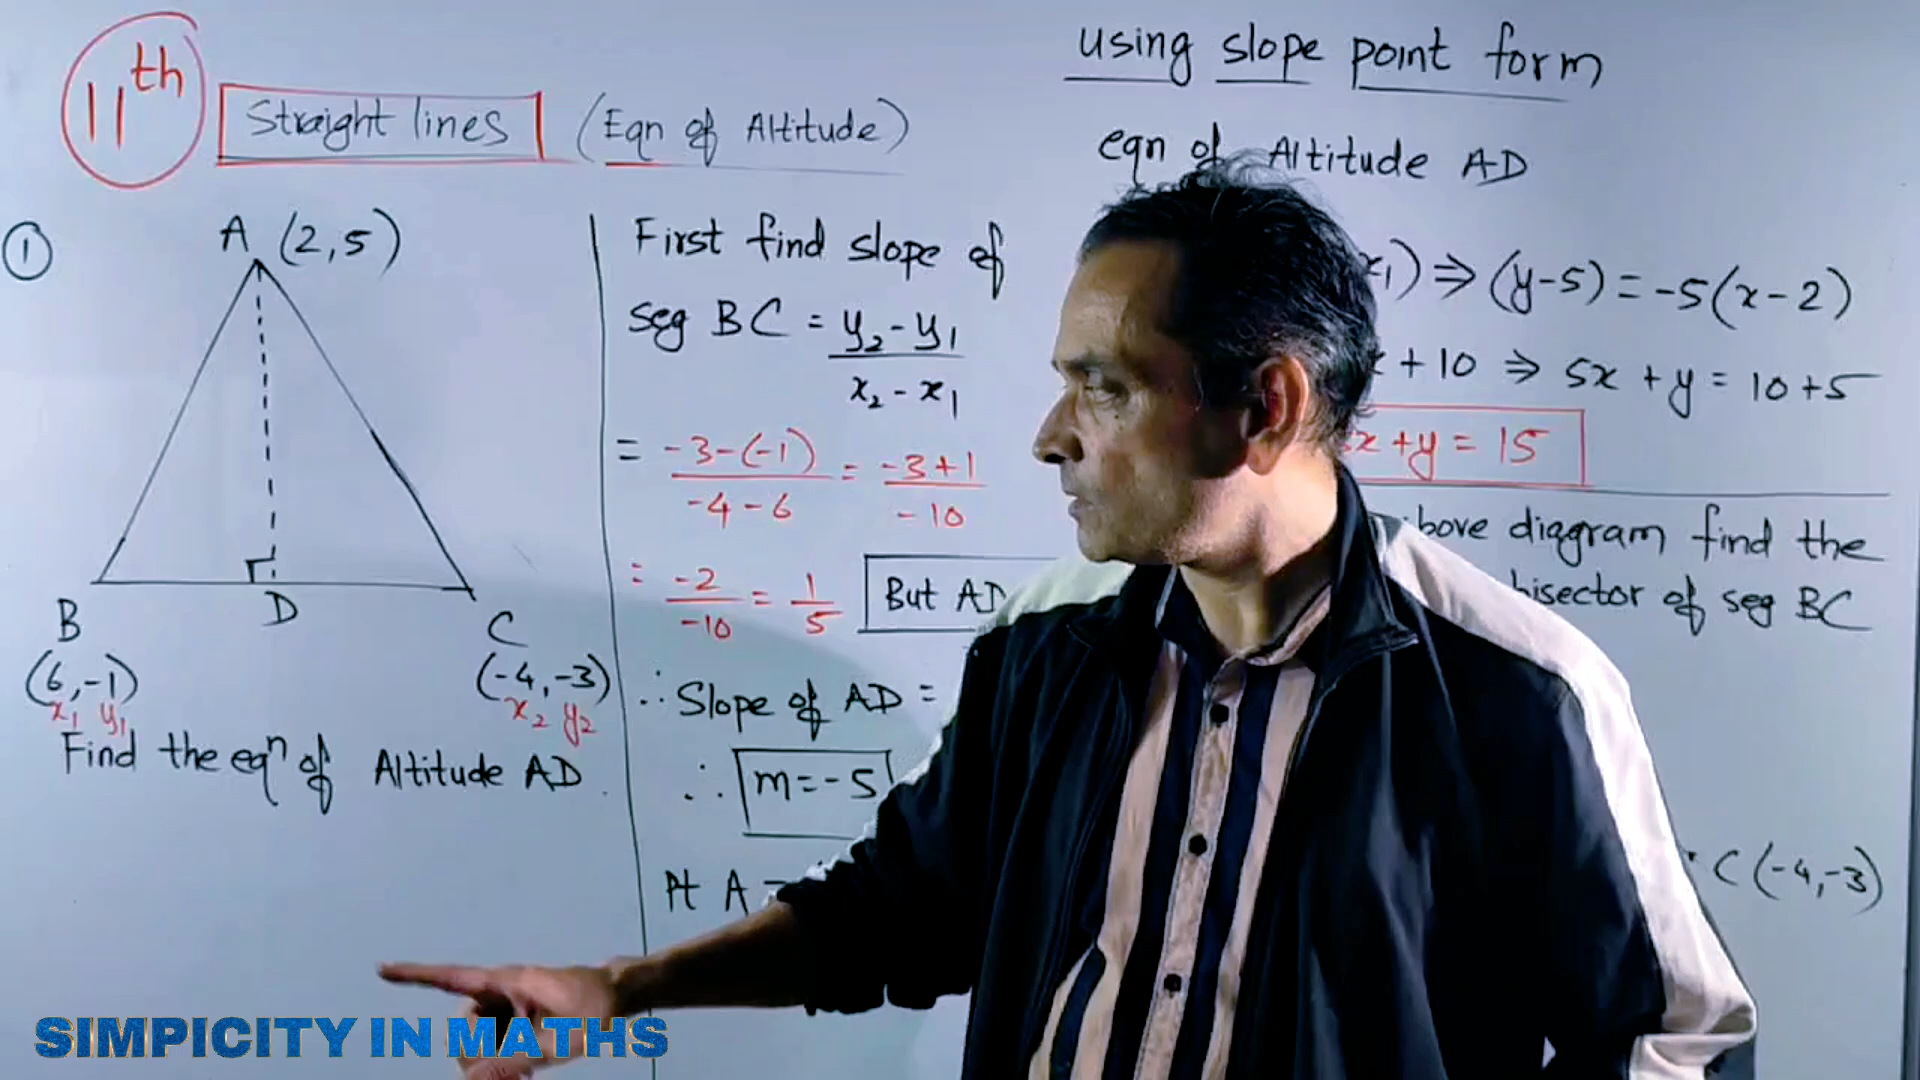 11th
Straight lines (Eqn of Altitude)
1
A (2,5)
B
D
C
(6,-1)
x₁ y₁
(-4,-3)
x₂ y₂
Find the eqⁿ of Altitude AD
First find slope of
seg BC = y₂ - y₁ / x₂ - x₁
= -3-(-1) / -4-6 = -3+1 / -10
= -2/-10 = 1/5 But AD
∴ Slope of AD =
∴ m=-5
Pt A =
using slope point form
eqn of Altitude AD
x₁) ⇒ (y-5) = -5(x-2)
x + 10 ⇒ 5x + y = 10+5
x + y = 15
diagram find the
bisector of seg BC
C (-4,-3)
SIMPICITY IN MATHS